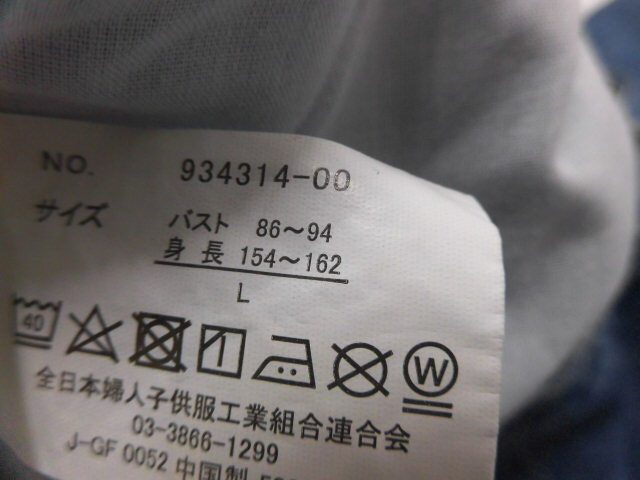 NO. 934314-00
サイズ バスト 86～94
身長 154～162
L
40 W
全日本婦人子供服工業組合連合会
03-3866-1299
J-GF 0052 中国製